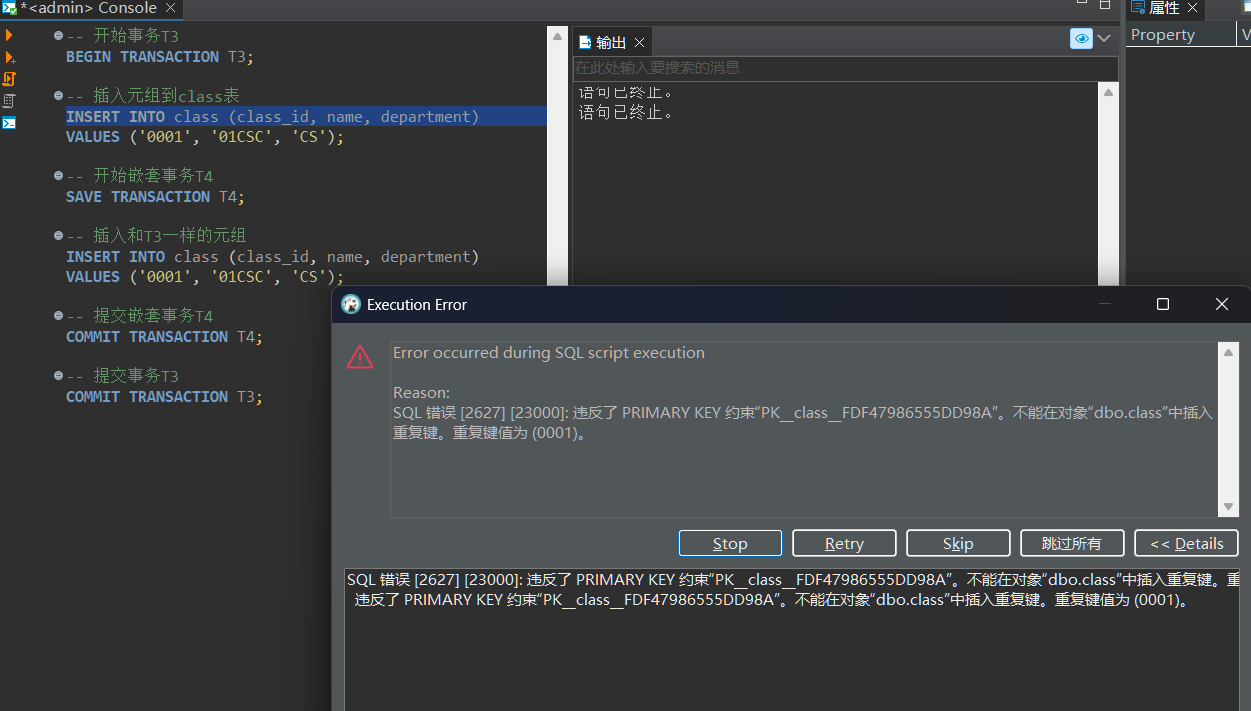 *<admin> Console
-- 开始事务T3
BEGIN TRANSACTION T3;
-- 插入元组到class表
INSERT INTO class (class_id, name, department)
VALUES ('0001', '01CSC', 'CS');
-- 开始嵌套事务T4
SAVE TRANSACTION T4;
-- 插入和T3一样的元组
INSERT INTO class (class_id, name, department)
VALUES ('0001', '01CSC', 'CS');
-- 提交嵌套事务T4
COMMIT TRANSACTION T4;
-- 提交事务T3
COMMIT TRANSACTION T3;
输出
在此处输入要搜索的消息
语句已终止。
语句已终止。
属性
Property
Execution Error
Error occurred during SQL script execution
Reason:
SQL 错误 [2627] [23000]: 违反了 PRIMARY KEY 约束“PK__class__FDF47986555DD98A”。不能在对象“dbo.class”中插入
重复键。重复键值为 (0001)。
Stop
Retry
Skip
跳过所有
<< Details
SQL 错误 [2627] [23000]: 违反了 PRIMARY KEY 约束“PK__class__FDF47986555DD98A”。不能在对象“dbo.class”中插入重复键。重
违反了 PRIMARY KEY 约束“PK__class__FDF47986555DD98A”。不能在对象“dbo.class”中插入重复键。重复键值为 (0001)。